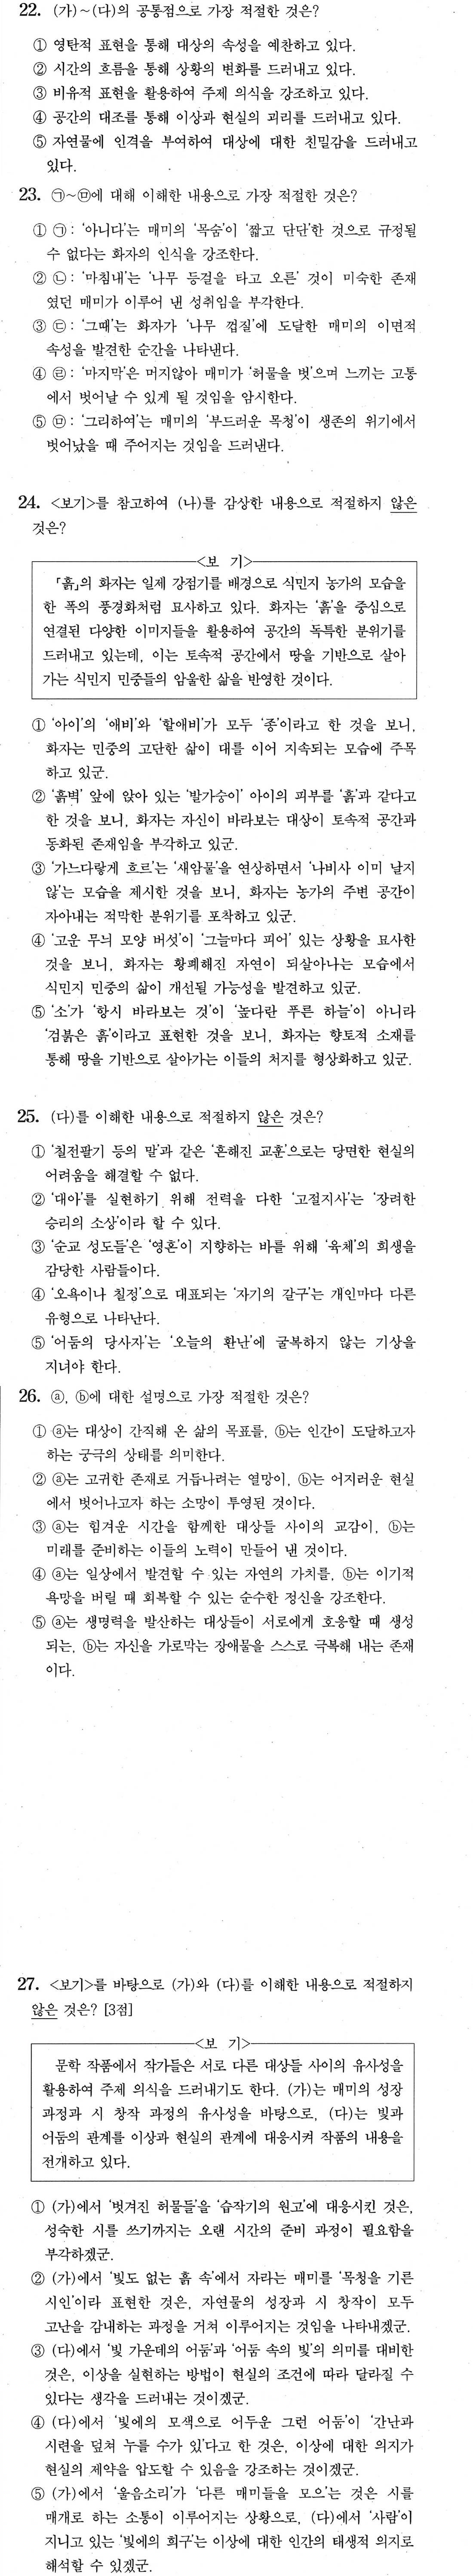 22. (가)~(다)의 공통점으로 가장 적절한 것은?
① 영탄적 표현을 통해 대상의 속성을 예찬하고 있다.
② 시간의 흐름을 통해 상황의 변화를 드러내고 있다.
③ 비유적 표현을 활용하여 주제 의식을 강조하고 있다.
④ 공간의 대조를 통해 이상과 현실의 괴리를 드러내고 있다.
⑤ 자연물에 인격을 부여하여 대상에 대한 친밀감을 드러내고
있다.
23. ㉠~㉤에 대해 이해한 내용으로 가장 적절한 것은?
① ㉠: ‘아니다’는 매미의 ‘목숨’이 ‘짧고 단단’한 것으로 규정될
수 없다는 화자의 인식을 강조한다.
② ㉡: ‘마침내’는 ‘나무 등걸을 타고 오른’ 것이 미숙한 존재
였던 매미가 이루어 낸 성취임을 부각한다.
③ ㉢: ‘그때’는 화자가 ‘나무 껍질’에 도달한 매미의 이면적
속성을 발견한 순간을 나타낸다.
④ ㉣: ‘마지막’은 머지않아 매미가 ‘허물을 벗’으며 느끼는 고통
에서 벗어날 수 있게 될 것임을 암시한다.
⑤ ㉤: ‘그리하여’는 매미의 ‘부드러운 목청’이 생존의 위기에서
벗어났을 때 주어지는 것임을 드러낸다.
24. <보기>를 참고하여 (나)를 감상한 내용으로 적절하지 않은
것은?
<보 기>
「흙」의 화자는 일제 강점기를 배경으로 식민지 농가의 모습을
한 폭의 풍경화처럼 묘사하고 있다. 화자는 ‘흙’을 중심으로
연결된 다양한 이미지들을 활용하여 공간의 독특한 분위기를
드러내고 있는데, 이는 토속적 공간에서 땅을 기반으로 살아
가는 식민지 민중들의 암울한 삶을 반영한 것이다.
① ‘아이’의 ‘애비’와 ‘할애비’가 모두 ‘종’이라고 한 것을 보니,
화자는 민중의 고단한 삶이 대를 이어 지속되는 모습에 주목
하고 있군.
② ‘흙벽’ 앞에 앉아 있는 ‘발가숭이’ 아이의 피부를 ‘흙’과 같다고
한 것을 보니, 화자는 자신이 바라보는 대상이 토속적 공간과
동화된 존재임을 부각하고 있군.
③ ‘가느다랗게 흐르’는 ‘새암물’을 연상하면서 ‘나비사 이미 날지
않’는 모습을 제시한 것을 보니, 화자는 농가의 주변 공간이
자아내는 적막한 분위기를 포착하고 있군.
④ ‘고운 무늬 모양 버섯’이 ‘그늘마다 피어’ 있는 상황을 묘사한
것을 보니, 화자는 황폐해진 자연이 되살아나는 모습에서
식민지 민중의 삶이 개선될 가능성을 발견하고 있군.
⑤ ‘소’가 ‘항시 바라보는 것’이 ‘높다란 푸른 하늘’이 아니라
‘검붉은 흙’이라고 표현한 것을 보니, 화자는 향토적 소재를
통해 땅을 기반으로 살아가는 이들의 처지를 형상화하고 있군.
25. (다)를 이해한 내용으로 적절하지 않은 것은?
① ‘칠전팔기 등의 말’과 같은 ‘흔해진 교훈’으로는 당면한 현실의
어려움을 해결할 수 없다.
② ‘대아’를 실현하기 위해 전력을 다한 ‘고절지사’는 ‘장려한
승리의 소상’이라 할 수 있다.
③ ‘순교 성도들’은 ‘영혼’이 지향하는 바를 위해 ‘육체’의 희생을
감당한 사람들이다.
④ ‘오욕이나 칠정’으로 대표되는 ‘자기의 갈구’는 개인마다 다른
유형으로 나타난다.
⑤ ‘어둠의 당사자’는 ‘오늘의 환난’에 굴복하지 않는 기상을
지녀야 한다.
26. ⓐ, ⓑ에 대한 설명으로 가장 적절한 것은?
① ⓐ는 대상이 간직해 온 삶의 목표를, ⓑ는 인간이 도달하고자
하는 궁극의 상태를 의미한다.
② ⓐ는 고귀한 존재로 거듭나려는 열망이, ⓑ는 어지러운 현실
에서 벗어나고자 하는 소망이 투영된 것이다.
③ ⓐ는 힘겨운 시간을 함께한 대상들 사이의 교감이, ⓑ는
미래를 준비하는 이들의 노력이 만들어 낸 것이다.
④ ⓐ는 일상에서 발견할 수 있는 자연의 가치를, ⓑ는 이기적
욕망을 버릴 때 회복할 수 있는 순수한 정신을 강조한다.
⑤ ⓐ는 생명력을 발산하는 대상들이 서로에게 호응할 때 생성
되는, ⓑ는 자신을 가로막는 장애물을 스스로 극복해 내는 존재
이다.
27. <보기>를 바탕으로 (가)와 (다)를 이해한 내용으로 적절하지
않은 것은? [3점]
<보 기>
문학 작품에서 작가들은 서로 다른 대상들 사이의 유사성을
활용하여 주제 의식을 드러내기도 한다. (가)는 매미의 성장
과정과 시 창작 과정의 유사성을 바탕으로, (다)는 빛과
어둠의 관계를 이상과 현실의 관계에 대응시켜 작품의 내용을
전개하고 있다.
① (가)에서 ‘벗겨진 허물들’을 ‘습작기의 원고’에 대응시킨 것은,
성숙한 시를 쓰기까지는 오랜 시간의 준비 과정이 필요함을
부각하겠군.
② (가)에서 ‘빛도 없는 흙 속’에서 자라는 매미를 ‘목청을 기른
시인’이라 표현한 것은, 자연물의 성장과 시 창작이 모두
고난을 감내하는 과정을 거쳐 이루어지는 것임을 나타내겠군.
③ (다)에서 ‘빛 가운데의 어둠’과 ‘어둠 속의 빛’의 의미를 대비한
것은, 이상을 실현하는 방법이 현실의 조건에 따라 달라질 수
있다는 생각을 드러내는 것이겠군.
④ (다)에서 ‘빛에의 모색으로 어두운 그런 어둠’이 ‘간난과
시련을 덮쳐 누를 수가 있’다고 한 것은, 이상에 대한 의지가
현실의 제약을 압도할 수 있음을 강조하는 것이겠군.
⑤ (가)에서 ‘울음소리’가 ‘다른 매미들을 모으’는 것은 시를
매개로 하는 소통이 이루어지는 상황으로, (다)에서 ‘사람’이
지니고 있는 ‘빛에의 희구’는 이상에 대한 인간의 태생적 의지로
해석할 수 있겠군.